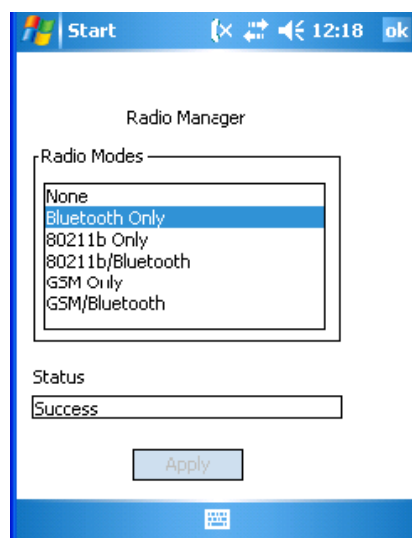 Start 12:18 ok
Radio Manager
Radio Modes
None
Bluetooth Only
80211b Only
80211b/Bluetooth
GSM Only
GSM/Bluetooth
Status
Success
Apply